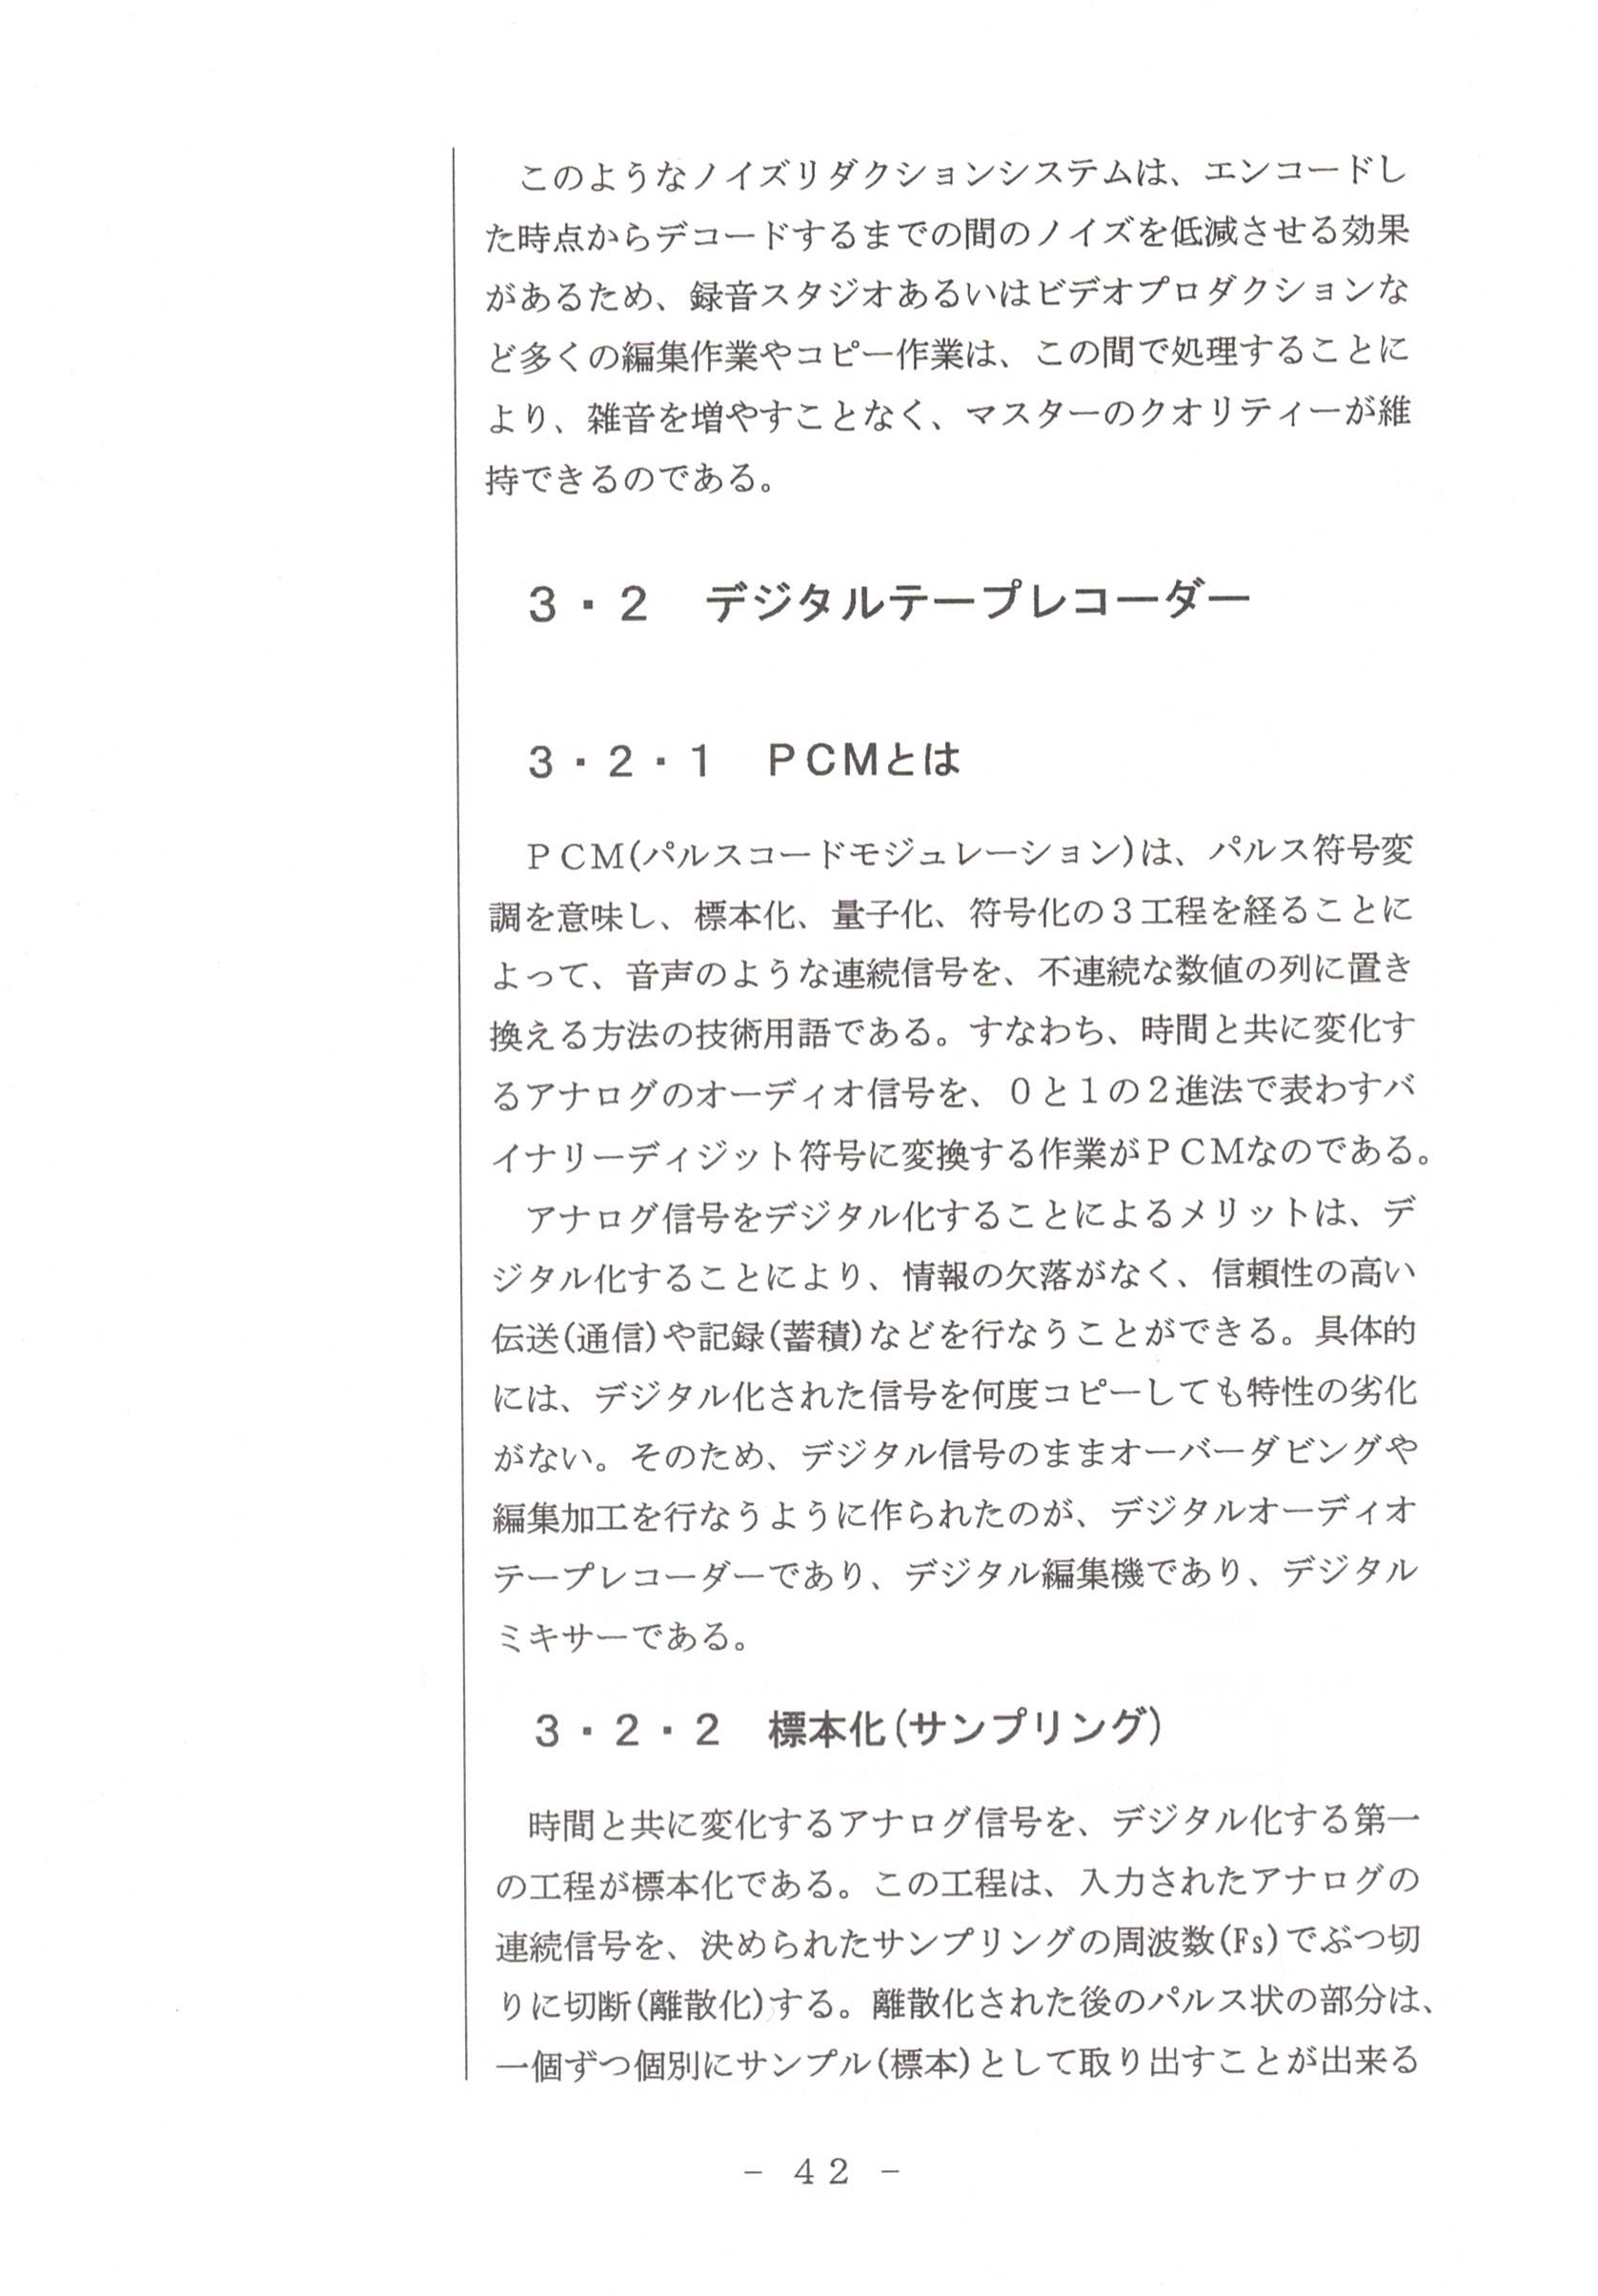 このようなノイズリダクションシステムは、エンコードし
た時点からデコードするまでの間のノイズを低減させる効果
があるため、録音スタジオあるいはビデオプロダクションな
ど多くの編集作業やコピー作業は、この間で処理することに
より、雑音を増やすことなく、マスターのクオリティーが維
持できるのである。
３・２　デジタルテープレコーダー
３・２・１　ＰＣＭとは
ＰＣＭ(パルスコードモジュレーション)は、パルス符号変
調を意味し、標本化、量子化、符号化の３工程を経ることに
よって、音声のような連続信号を、不連続な数値の列に置き
換える方法の技術用語である。すなわち、時間と共に変化す
るアナログのオーディオ信号を、０と１の２進法で表わすバ
イナリーディジット符号に変換する作業がＰＣＭなのである。
アナログ信号をデジタル化することによるメリットは、デ
ジタル化することにより、情報の欠落がなく、信頼性の高い
伝送(通信)や記録(蓄積)などを行なうことができる。具体的
には、デジタル化された信号を何度コピーしても特性の劣化
がない。そのため、デジタル信号のままオーバーダビングや
編集加工を行なうように作られたのが、デジタルオーディオ
テープレコーダーであり、デジタル編集機であり、デジタル
ミキサーである。
３・２・２　標本化(サンプリング)
時間と共に変化するアナログ信号を、デジタル化する第一
の工程が標本化である。この工程は、入力されたアナログの
連続信号を、決められたサンプリングの周波数(Fs)でぶつ切
りに切断(離散化)する。離散化された後のパルス状の部分は、
一個ずつ個別にサンプル(標本)として取り出すことが出来る
－ ４２ －